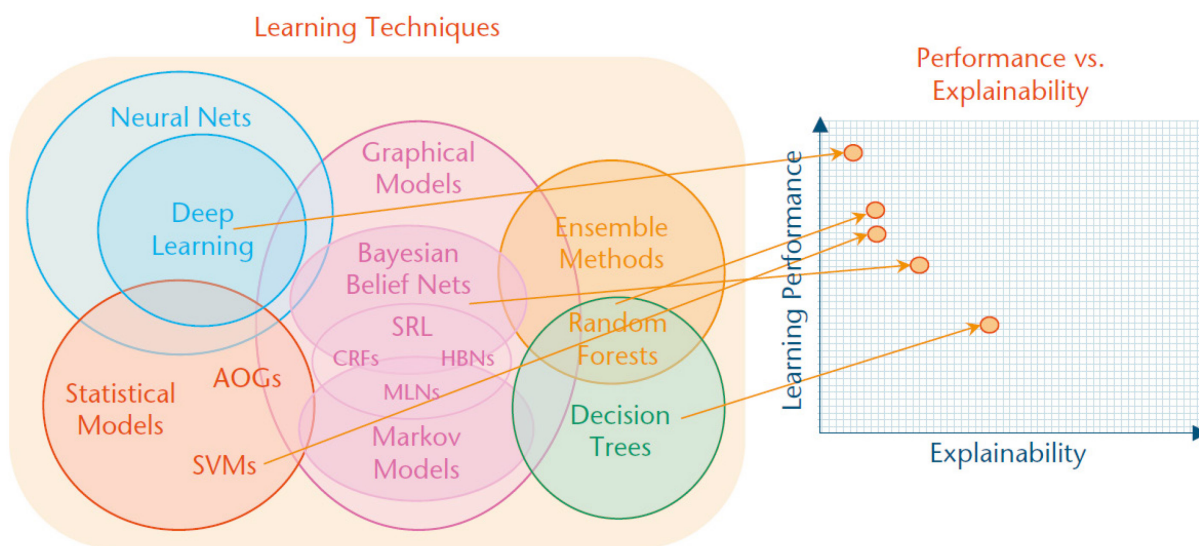 Learning Techniques
Neural Nets
Deep
Learning
Graphical
Models
Bayesian
Belief Nets
SRL
CRFs
HBNs
MLNs
Markov
Models
Ensemble
Methods
Random
Forests
Decision
Trees
Statistical
Models
AOGs
SVMs
Performance vs.
Explainability
Learning Performance
Explainability